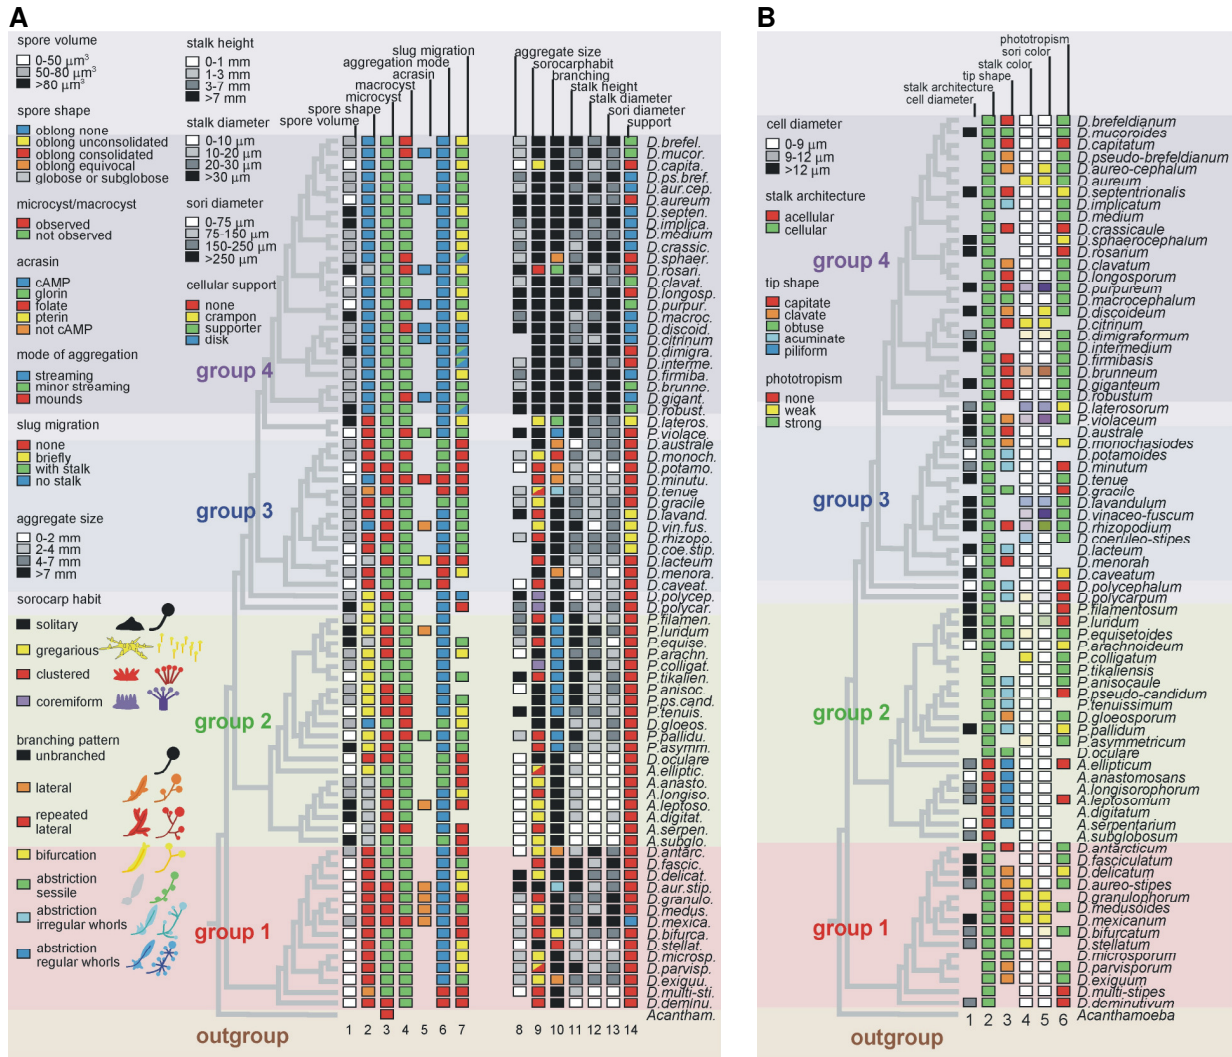 A
spore volume
0-50 μm³
50-80 μm³
>80 μm³
spore shape
oblong none
oblong unconsolidated
oblong consolidated
oblong equivocal
globose or subglobose
microcyst/macrocyst
observed
not observed
acrasin
cAMP
glorin
folate
pterin
not cAMP
mode of aggregation
streaming
minor streaming
mounds
slug migration
none
briefly
with stalk
no stalk
aggregate size
0-2 mm
2-4 mm
4-7 mm
>7 mm
sorocarp habit
solitary
gregarious
clustered
coremiform
branching pattern
unbranched
lateral
repeated
lateral
bifurcation
abstriction
sessile
abstriction
irregular whorls
abstriction
regular whorls
stalk height
0-1 mm
1-3 mm
3-7 mm
>7 mm
stalk diameter
0-10 μm
10-20 μm
20-30 μm
>30 μm
sori diameter
0-75 μm
75-150 μm
150-250 μm
>250 μm
cellular support
none
crampon
supporter
disk
slug migration
aggregation mode
acrasin
macrocyst
microcyst
spore shape
spore volume
aggregate size
sorocarphabit
branching
stalk height
stalk diameter
sori diameter
support
group 4
group 3
group 2
group 1
outgroup
D.brefel.
D.mucor.
D.capita.
D.ps.bref.
D.aur.cep.
D.aureum
D.septen.
D.implica.
D.medium
D.crassic.
D.sphaer.
D.rosari.
D.clavat.
D.longosp.
D.purpur.
D.macroc.
D.discoid.
D.citrinum
D.dimigra.
D.interme.
D.firmiba.
D.brunne.
D.gigant.
D.robust.
D.lateros.
P.violace.
D.australe
D.monoch.
D.potamo.
D.minutu.
D.tenue
D.gracile
D.lavand.
D.vin.fus.
D.rhizopo.
D.coe.stip.
D.lacteum
D.menora.
D.caveat.
D.polycep.
D.polycar.
P.filamen.
P.luridum
P.equise.
P.arachn.
P.colligat.
P.tikalien.
P.anisoc.
P.ps.cand.
P.tenuis.
D.gloeos.
P.pallidu.
P.asymm.
D.oculare
A.elliptic.
A.anasto.
A.longiso.
A.leptoso.
A.digitat.
A.serpen.
A.subglo.
D.antarc.
D.fascic.
D.delicat.
D.aur.stip.
D.granulo.
D.medus.
D.mexica.
D.bifurca.
D.stellat.
D.microsp.
D.parvisp.
D.exiguu.
D.multi-sti.
D.deminu.
Acantham.
1 2 3 4 5 6 7 8 9 10 11 12 13 14
B
cell diameter
0-9 μm
9-12 μm
>12 μm
stalk architecture
acellular
cellular
tip shape
capitate
clavate
obtuse
acuminate
piliform
phototropism
none
weak
strong
phototropism
sori color
stalk color
tip shape
stalk architecture
cell diameter
group 4
group 3
group 2
group 1
outgroup
D.brefeldianum
D.mucoroides
D.capitatum
D.pseudo-brefeldianum
D.aureo-cephalum
D.aureum
D.septentrionalis
D.implicatum
D.medium
D.crassicaule
D.sphaerocephalum
D.rosarium
D.clavatum
D.longosporum
D.purpureum
D.macrocephalum
D.discoideum
D.citrinum
D.dimigraformum
D.intermedium
D.firmibasis
D.brunneum
D.giganteum
D.robustum
D.laterosorum
P.violaceum
D.australe
D.monochasiodes
D.potamoides
D.minutum
D.tenue
D.gracile
D.lavandulum
D.vinaceo-fuscum
D.rhizopodium
D.coeruleo-stipes
D.lacteum
D.menorah
D.caveatum
D.polycephalum
D.polycarpum
P.filamentosum
P.luridum
P.equisetoides
P.arachnoideum
P.colligatum
P.tikaliensis
P.anisocaule
P.pseudo-candidum
P.tenuissimum
D.gloeosporum
P.pallidum
P.asymmetricum
D.oculare
A.ellipticum
A.anastomosans
A.longisorophorum
A.leptosomum
A.digitatum
A.serpentarium
A.subglobosum
D.antarcticum
D.fasciculatum
D.delicatum
D.aureo-stipes
D.granulophorum
D.medusoides
D.mexicanum
D.bifurcatum
D.stellatum
D.microsporum
D.parvisporum
D.exiguum
D.multi-stipes
D.deminutivum
Acanthamoeba
1 2 3 4 5 6